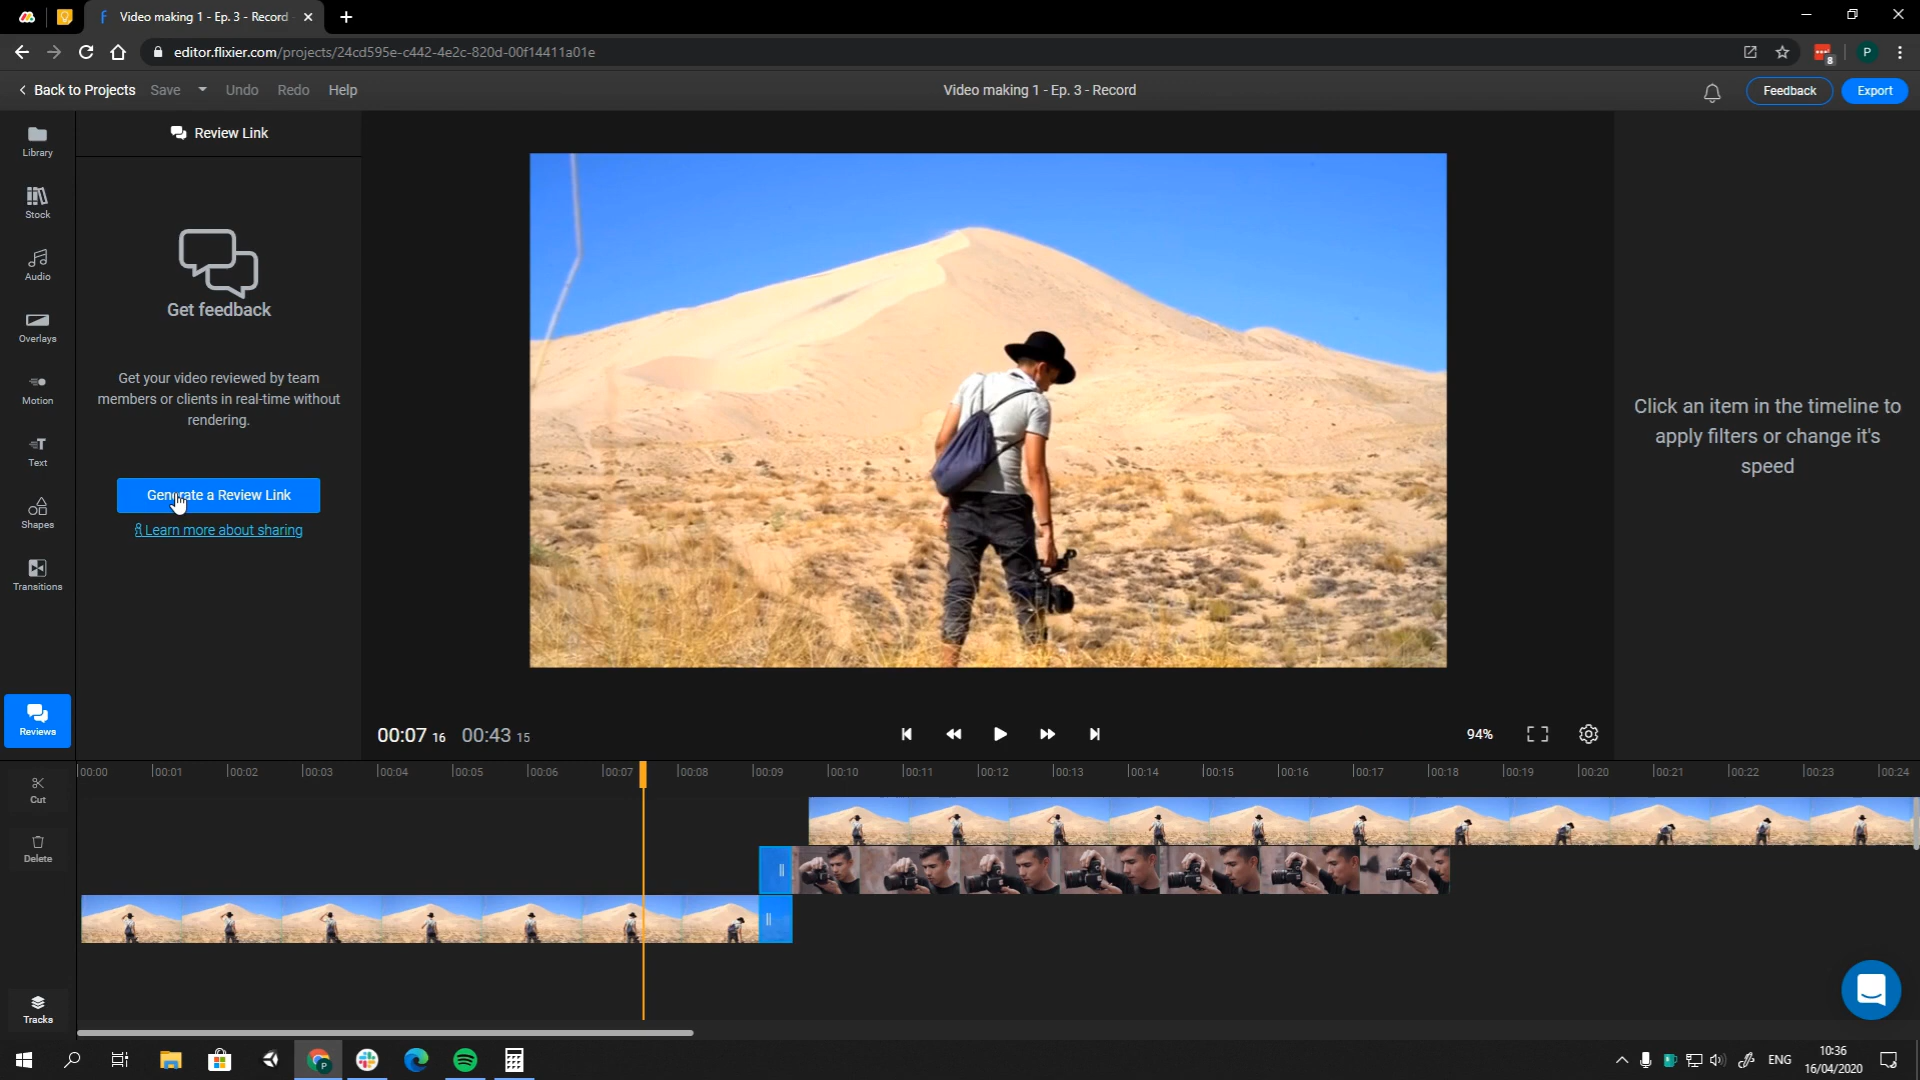 Video making 1 - Ep. 3 - Record
editor.flixier.com/projects/24cd595e-c442-4e2c-820d-00f14411a01e
8
P
Back to Projects Save Undo Redo Help
Video making 1 - Ep. 3 - Record
Feedback
Export
Library
Stock
Audio
Overlays
Motion
Text
Shapes
Transitions
Reviews
Review Link
Get feedback
Get your video reviewed by team
members or clients in real-time without
rendering.
Generate a Review Link
Learn more about sharing
Click an item in the timeline to
apply filters or change it's
speed
00:07 16 00:43 15
94%
00:00 00:01 00:02 00:03 00:04 00:05 00:06 00:07 00:08 00:09 00:10 00:11 00:12 00:13 00:14 00:15 00:16 00:17 00:18 00:19 00:20 00:21 00:22 00:23 00:24
Cut
Delete
Tracks
ENG
10:36
16/04/2020